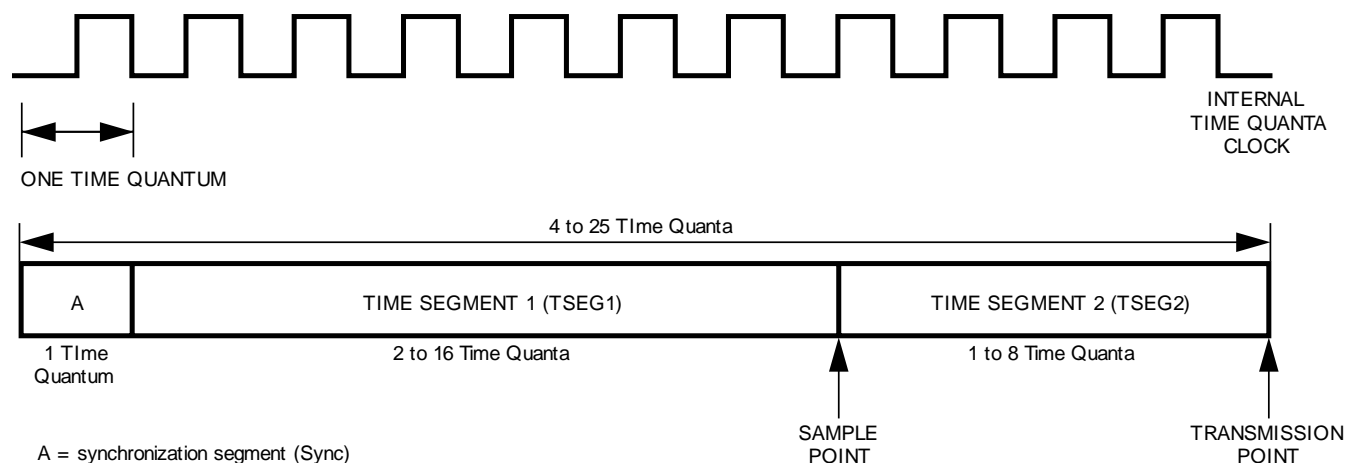 INTERNAL
TIME QUANTA
CLOCK
ONE TIME QUANTUM
4 to 25 TIme Quanta
A
TIME SEGMENT 1 (TSEG1)
TIME SEGMENT 2 (TSEG2)
1 TIme
Quantum
2 to 16 Time Quanta
1 to 8 Time Quanta
SAMPLE
POINT
TRANSMISSION
POINT
A = synchronization segment (Sync)